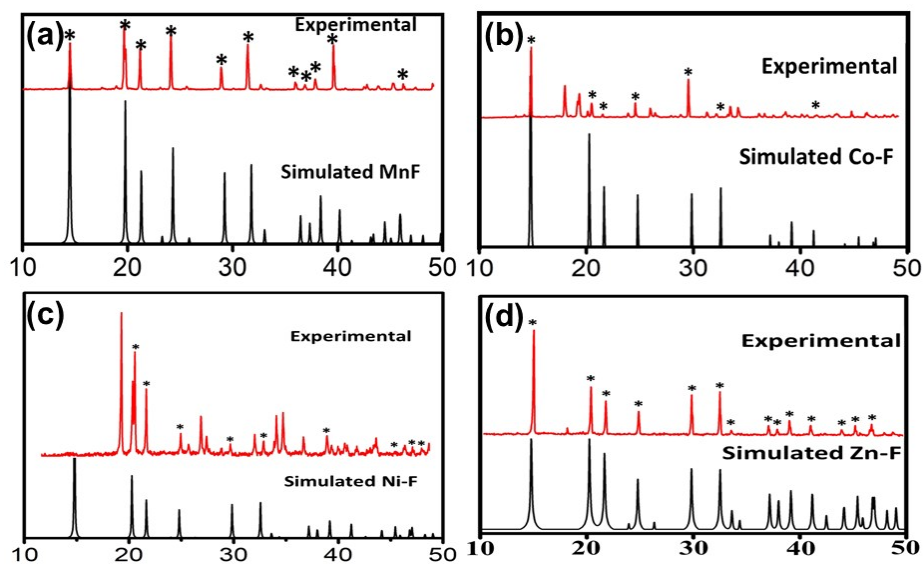 (a) * * * * * * * * * * * Experimental
Simulated MnF
10 20 30 40 50
(b) * * * * * * *
Experimental
Simulated Co-F
10 20 30 40 50
(c) * * * * * * * * * *
Experimental
Simulated Ni-F
10 20 30 40 50
(d) * * * * * * * * * * * * * *
Experimental
Simulated Zn-F
10 20 30 40 50